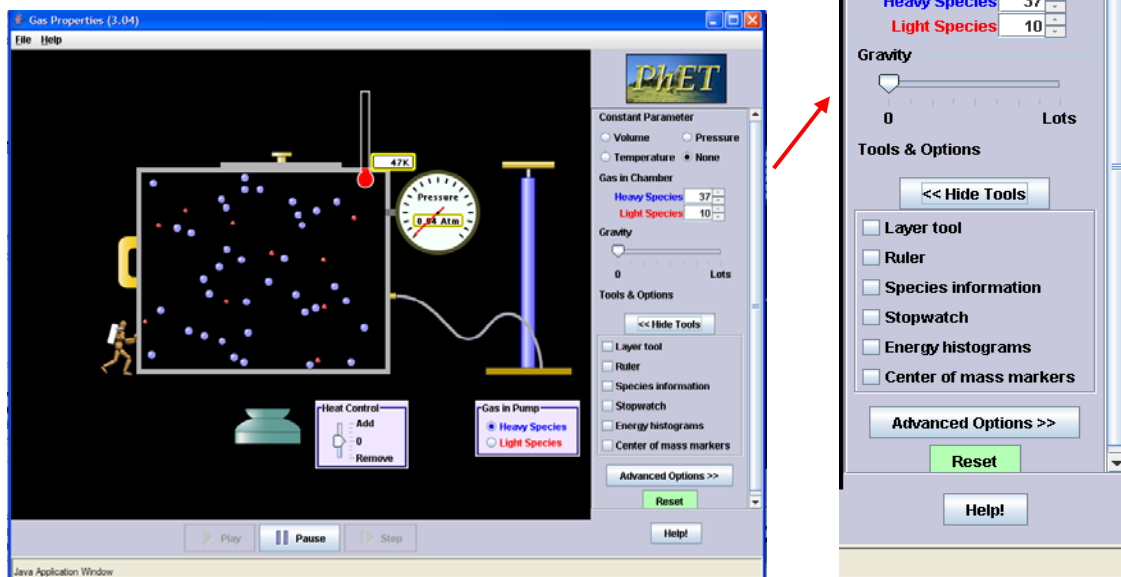 Gas Properties (3.04)
File Help
PhET
Constant Parameter
Volume Pressure
Temperature None
Gas in Chamber
Heavy Species 37
Light Species 10
Gravity
0 Lots
Tools & Options
<< Hide Tools
Layer tool
Ruler
Species information
Stopwatch
Energy histograms
Center of mass markers
Advanced Options >>
Reset
Help!
47K
Pressure
0.04 Atm
Heat Control
Add
0
Remove
Gas in Pump
Heavy Species
Light Species
Play Pause Step
Java Application Window
Heavy Species 37
Light Species 10
Gravity
0 Lots
Tools & Options
<< Hide Tools
Layer tool
Ruler
Species information
Stopwatch
Energy histograms
Center of mass markers
Advanced Options >>
Reset
Help!